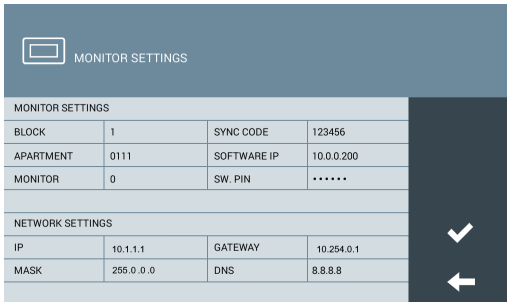 MONITOR SETTINGS
MONITOR SETTINGS
BLOCK 1 SYNC CODE 123456
APARTMENT 0111 SOFTWARE IP 10.0.0.200
MONITOR 0 SW. PIN ••••••
NETWORK SETTINGS
IP 10.1.1.1 GATEWAY 10.254.0.1
MASK 255.0.0.0 DNS 8.8.8.8